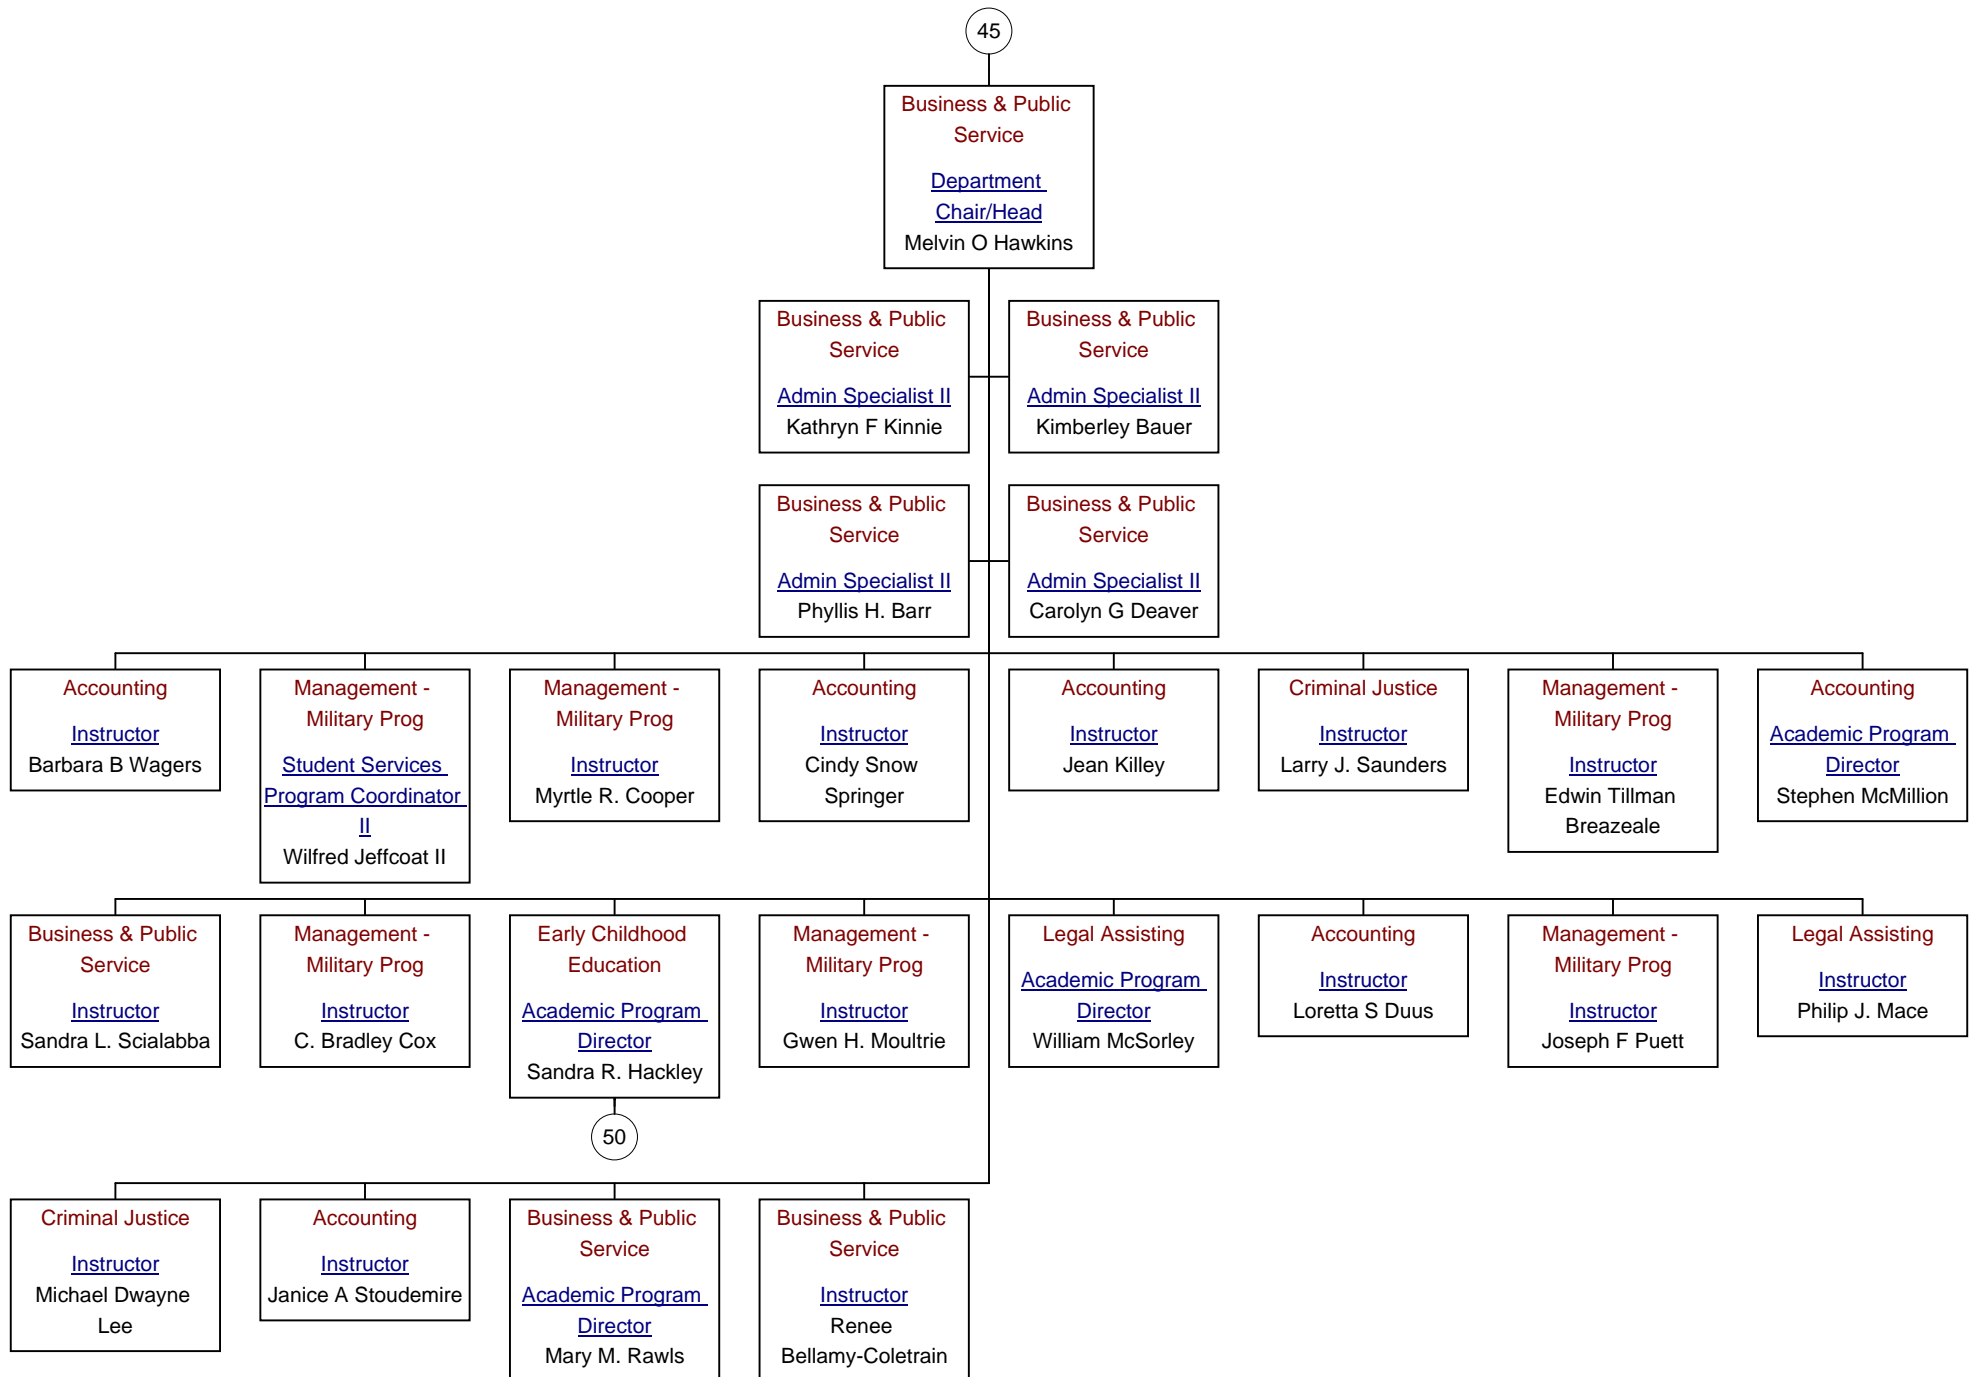 45
Business & Public
Service
Department
Chair/Head
Melvin O Hawkins
Business & Public
Service
Admin Specialist II
Kathryn F Kinnie
Business & Public
Service
Admin Specialist II
Kimberley Bauer
Business & Public
Service
Admin Specialist II
Phyllis H. Barr
Business & Public
Service
Admin Specialist II
Carolyn G Deaver
Accounting
Instructor
Barbara B Wagers
Management -
Military Prog
Student Services
Program Coordinator
II
Wilfred Jeffcoat II
Management -
Military Prog
Instructor
Myrtle R. Cooper
Accounting
Instructor
Cindy Snow
Springer
Accounting
Instructor
Jean Killey
Criminal Justice
Instructor
Larry J. Saunders
Management -
Military Prog
Instructor
Edwin Tillman
Breazeale
Accounting
Academic Program
Director
Stephen McMillion
Business & Public
Service
Instructor
Sandra L. Scialabba
Management -
Military Prog
Instructor
C. Bradley Cox
Early Childhood
Education
Academic Program
Director
Sandra R. Hackley
50
Management -
Military Prog
Instructor
Gwen H. Moultrie
Legal Assisting
Academic Program
Director
William McSorley
Accounting
Instructor
Loretta S Duus
Management -
Military Prog
Instructor
Joseph F Puett
Legal Assisting
Instructor
Philip J. Mace
Criminal Justice
Instructor
Michael Dwayne
Lee
Accounting
Instructor
Janice A Stoudemire
Business & Public
Service
Academic Program
Director
Mary M. Rawls
Business & Public
Service
Instructor
Renee
Bellamy-Coletrain